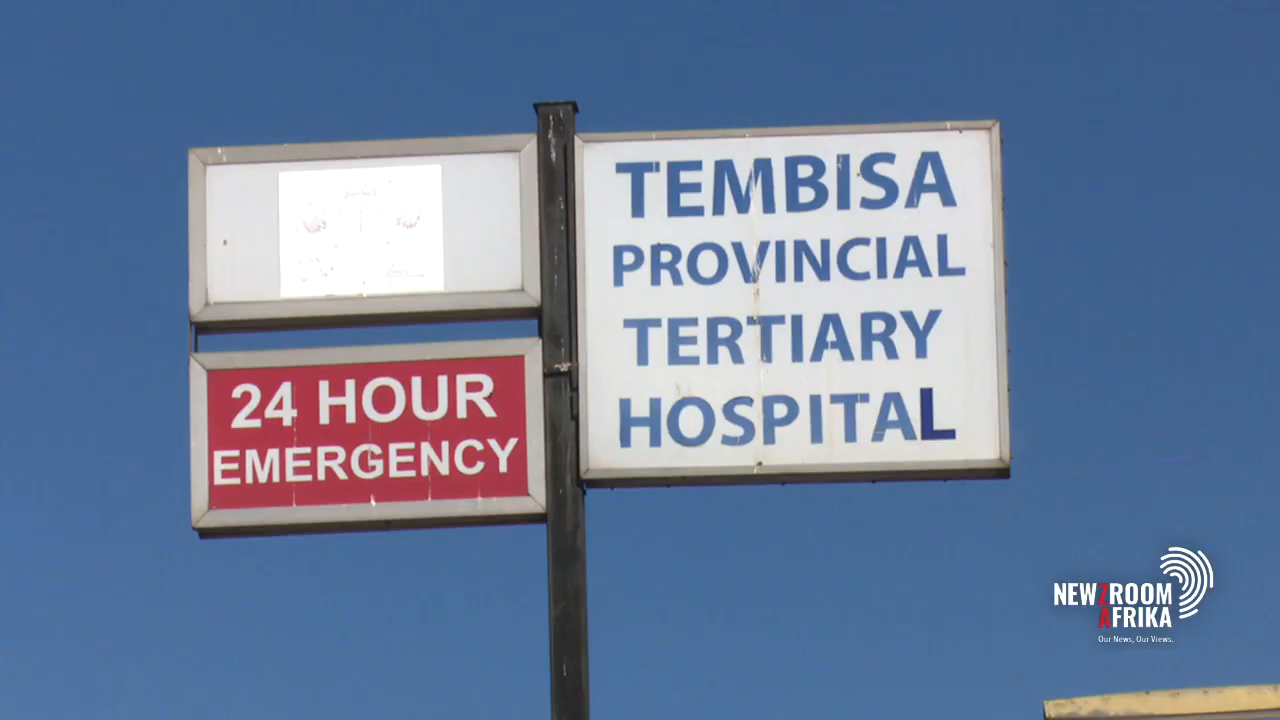 TEMBISA
PROVINCIAL
TERTIARY
HOSPITAL
24 HOUR
EMERGENCY
NEWZROOM
AFRIKA
Our News, Our Views.